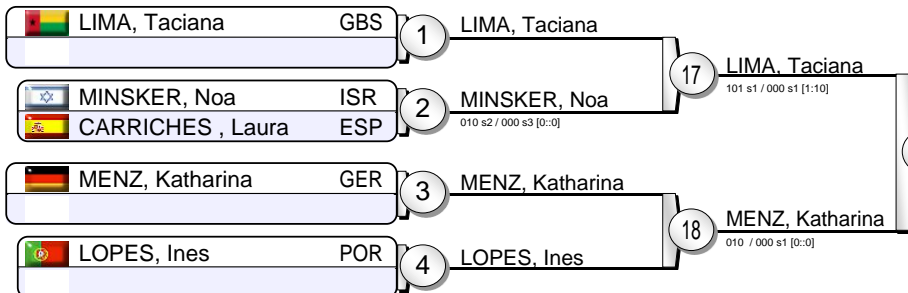 LIMA, Taciana GBS
1
LIMA, Taciana
MINSKER, Noa ISR
CARRICHES , Laura ESP
2
MINSKER, Noa
010 s2 / 000 s3 [0::0]
17
LIMA, Taciana
101 s1 / 000 s1 [1:10]
MENZ, Katharina GER
3
MENZ, Katharina
LOPES, Ines POR
4
LOPES, Ines
18
MENZ, Katharina
010 / 000 s1 [0::0]